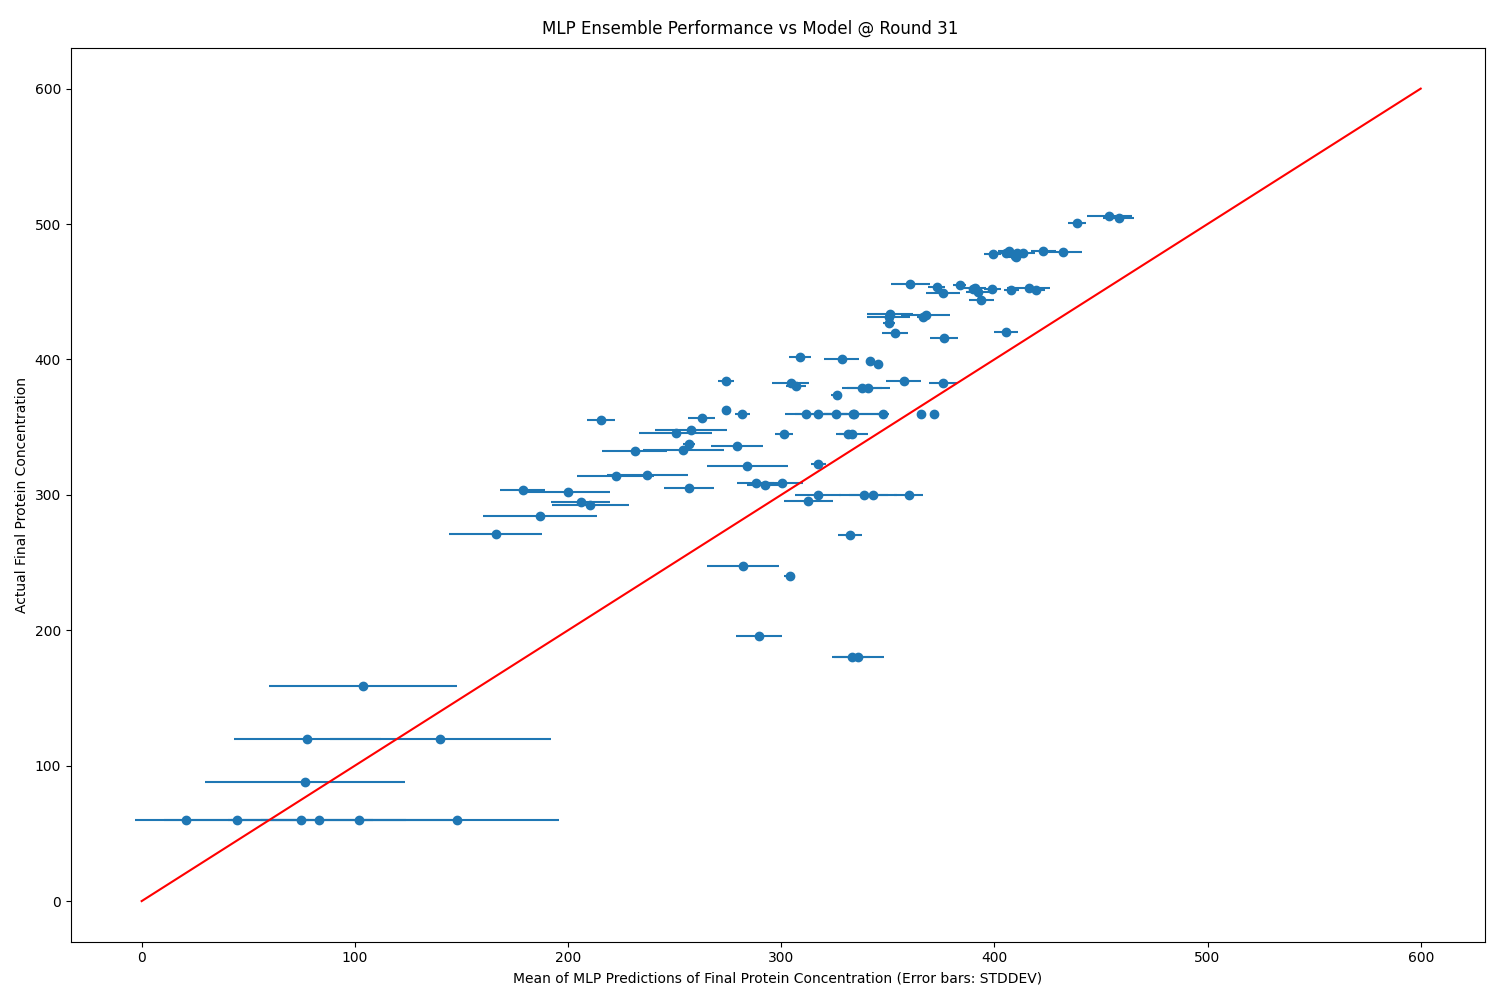 MLP Ensemble Performance vs Model @ Round 31
600
500
400
300
200
100
0
Actual Final Protein Concentration
0 100 200 300 400 500 600
Mean of MLP Predictions of Final Protein Concentration (Error bars: STDDEV)